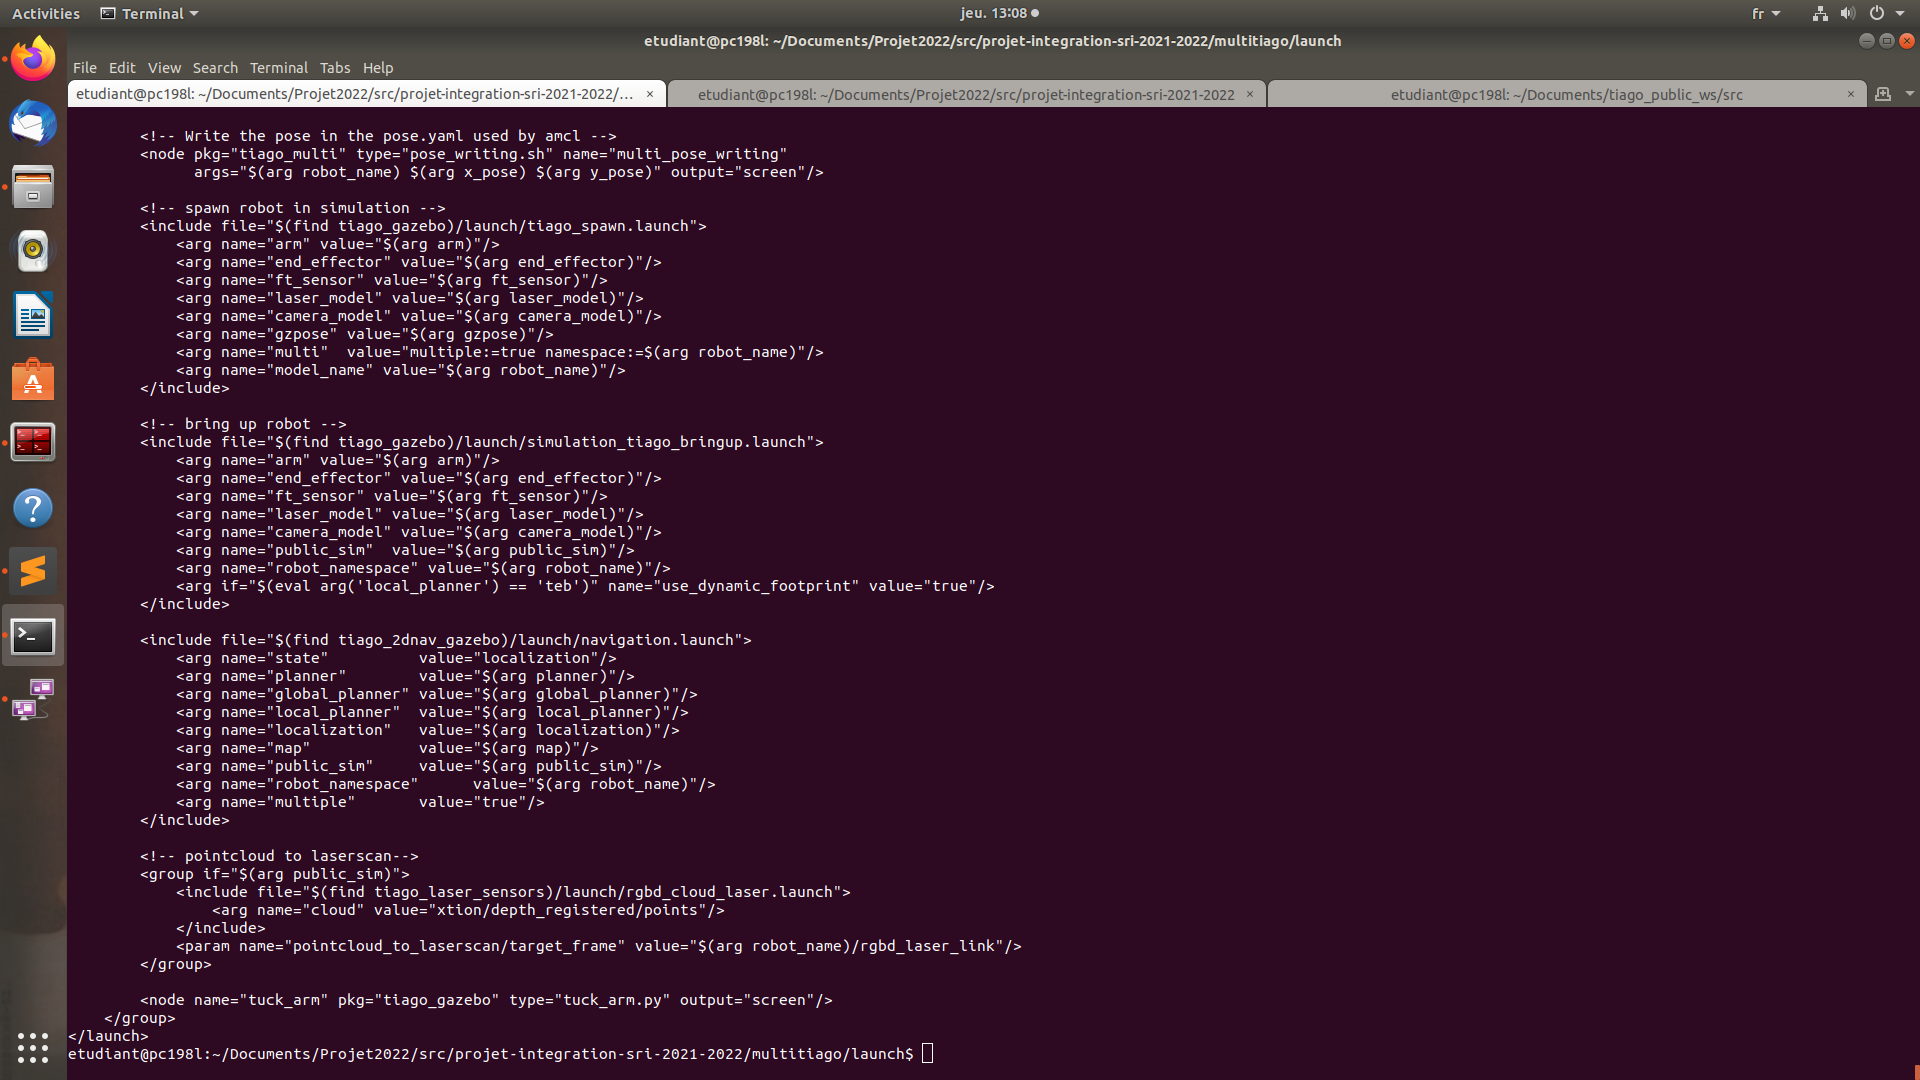 Activities Terminal jeu. 13:08 fr
etudiant@pc198l: ~/Documents/Projet2022/src/projet-integration-sri-2021-2022/multitiago/launch
File Edit View Search Terminal Tabs Help
etudiant@pc198l: ~/Documents/Projet2022/src/projet-integration-sri-2021-2022/... × etudiant@pc198l: ~/Documents/Projet2022/src/projet-integration-sri-2021-2022 × etudiant@pc198l: ~/Documents/tiago_public_ws/src ×
        <!-- Write the pose in the pose.yaml used by amcl -->
        <node pkg="tiago_multi" type="pose_writing.sh" name="multi_pose_writing"
              args="$(arg robot_name) $(arg x_pose) $(arg y_pose)" output="screen"/>
        <!-- spawn robot in simulation -->
        <include file="$(find tiago_gazebo)/launch/tiago_spawn.launch">
            <arg name="arm" value="$(arg arm)"/>
            <arg name="end_effector" value="$(arg end_effector)"/>
            <arg name="ft_sensor" value="$(arg ft_sensor)"/>
            <arg name="laser_model" value="$(arg laser_model)"/>
            <arg name="camera_model" value="$(arg camera_model)"/>
            <arg name="gzpose" value="$(arg gzpose)"/>
            <arg name="multi"  value="multiple:=true namespace:=$(arg robot_name)"/>
            <arg name="model_name" value="$(arg robot_name)"/>
        </include>
        <!-- bring up robot -->
        <include file="$(find tiago_gazebo)/launch/simulation_tiago_bringup.launch">
            <arg name="arm" value="$(arg arm)"/>
            <arg name="end_effector" value="$(arg end_effector)"/>
            <arg name="ft_sensor" value="$(arg ft_sensor)"/>
            <arg name="laser_model" value="$(arg laser_model)"/>
            <arg name="camera_model" value="$(arg camera_model)"/>
            <arg name="public_sim"  value="$(arg public_sim)"/>
            <arg name="robot_namespace" value="$(arg robot_name)"/>
            <arg if="$(eval arg('local_planner') == 'teb')" name="use_dynamic_footprint" value="true"/>
        </include>
        <include file="$(find tiago_2dnav_gazebo)/launch/navigation.launch">
            <arg name="state"          value="localization"/>
            <arg name="planner"        value="$(arg planner)"/>
            <arg name="global_planner" value="$(arg global_planner)"/>
            <arg name="local_planner"  value="$(arg local_planner)"/>
            <arg name="localization"   value="$(arg localization)"/>
            <arg name="map"            value="$(arg map)"/>
            <arg name="public_sim"     value="$(arg public_sim)"/>
            <arg name="robot_namespace"      value="$(arg robot_name)"/>
            <arg name="multiple"       value="true"/>
        </include>
        <!-- pointcloud to laserscan-->
        <group if="$(arg public_sim)">
            <include file="$(find tiago_laser_sensors)/launch/rgbd_cloud_laser.launch">
                <arg name="cloud" value="xtion/depth_registered/points"/>
            </include>
            <param name="pointcloud_to_laserscan/target_frame" value="$(arg robot_name)/rgbd_laser_link"/>
        </group>
        <node name="tuck_arm" pkg="tiago_gazebo" type="tuck_arm.py" output="screen"/>
    </group>
</launch>
etudiant@pc198l:~/Documents/Projet2022/src/projet-integration-sri-2021-2022/multitiago/launch$